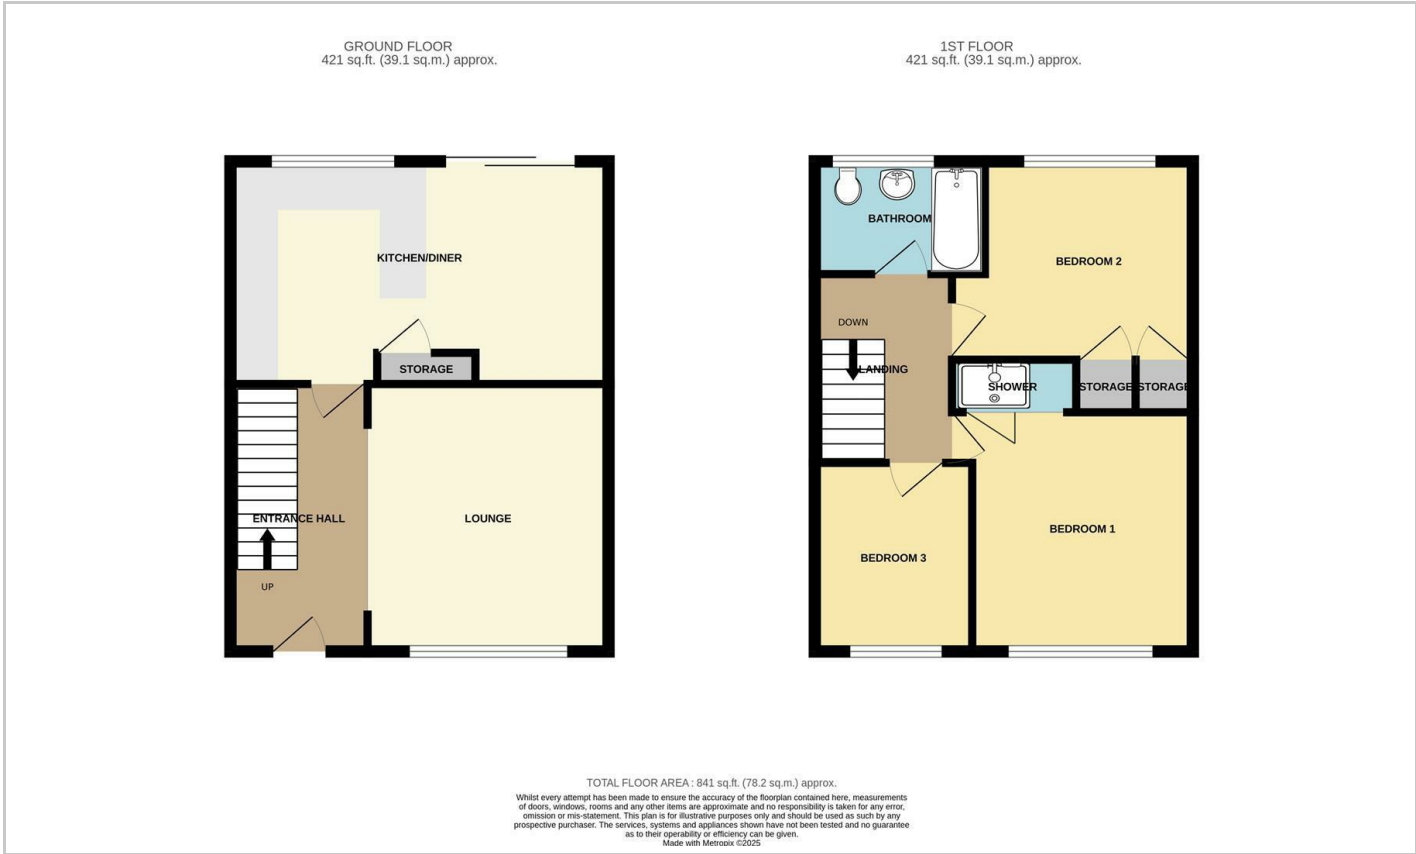 GROUND FLOOR
421 sq.ft. (39.1 sq.m.) approx.
KITCHEN/DINER
STORAGE
ENTRANCE HALL
LOUNGE
UP
1ST FLOOR
421 sq.ft. (39.1 sq.m.) approx.
BATHROOM
BEDROOM 2
DOWN
LANDING
SHOWER
STORAGE
STORAGE
BEDROOM 1
BEDROOM 3
TOTAL FLOOR AREA : 841 sq.ft. (78.2 sq.m.) approx.
Whilst every attempt has been made to ensure the accuracy of the floorplan contained here, measurements
of doors, windows, rooms and any other items are approximate and no responsibility is taken for any error,
omission or mis-statement. This plan is for illustrative purposes only and should be used as such by any
prospective purchaser. The services, systems and appliances shown have not been tested and no guarantee
as to their operability or efficiency can be given.
Made with Metropix ©2025